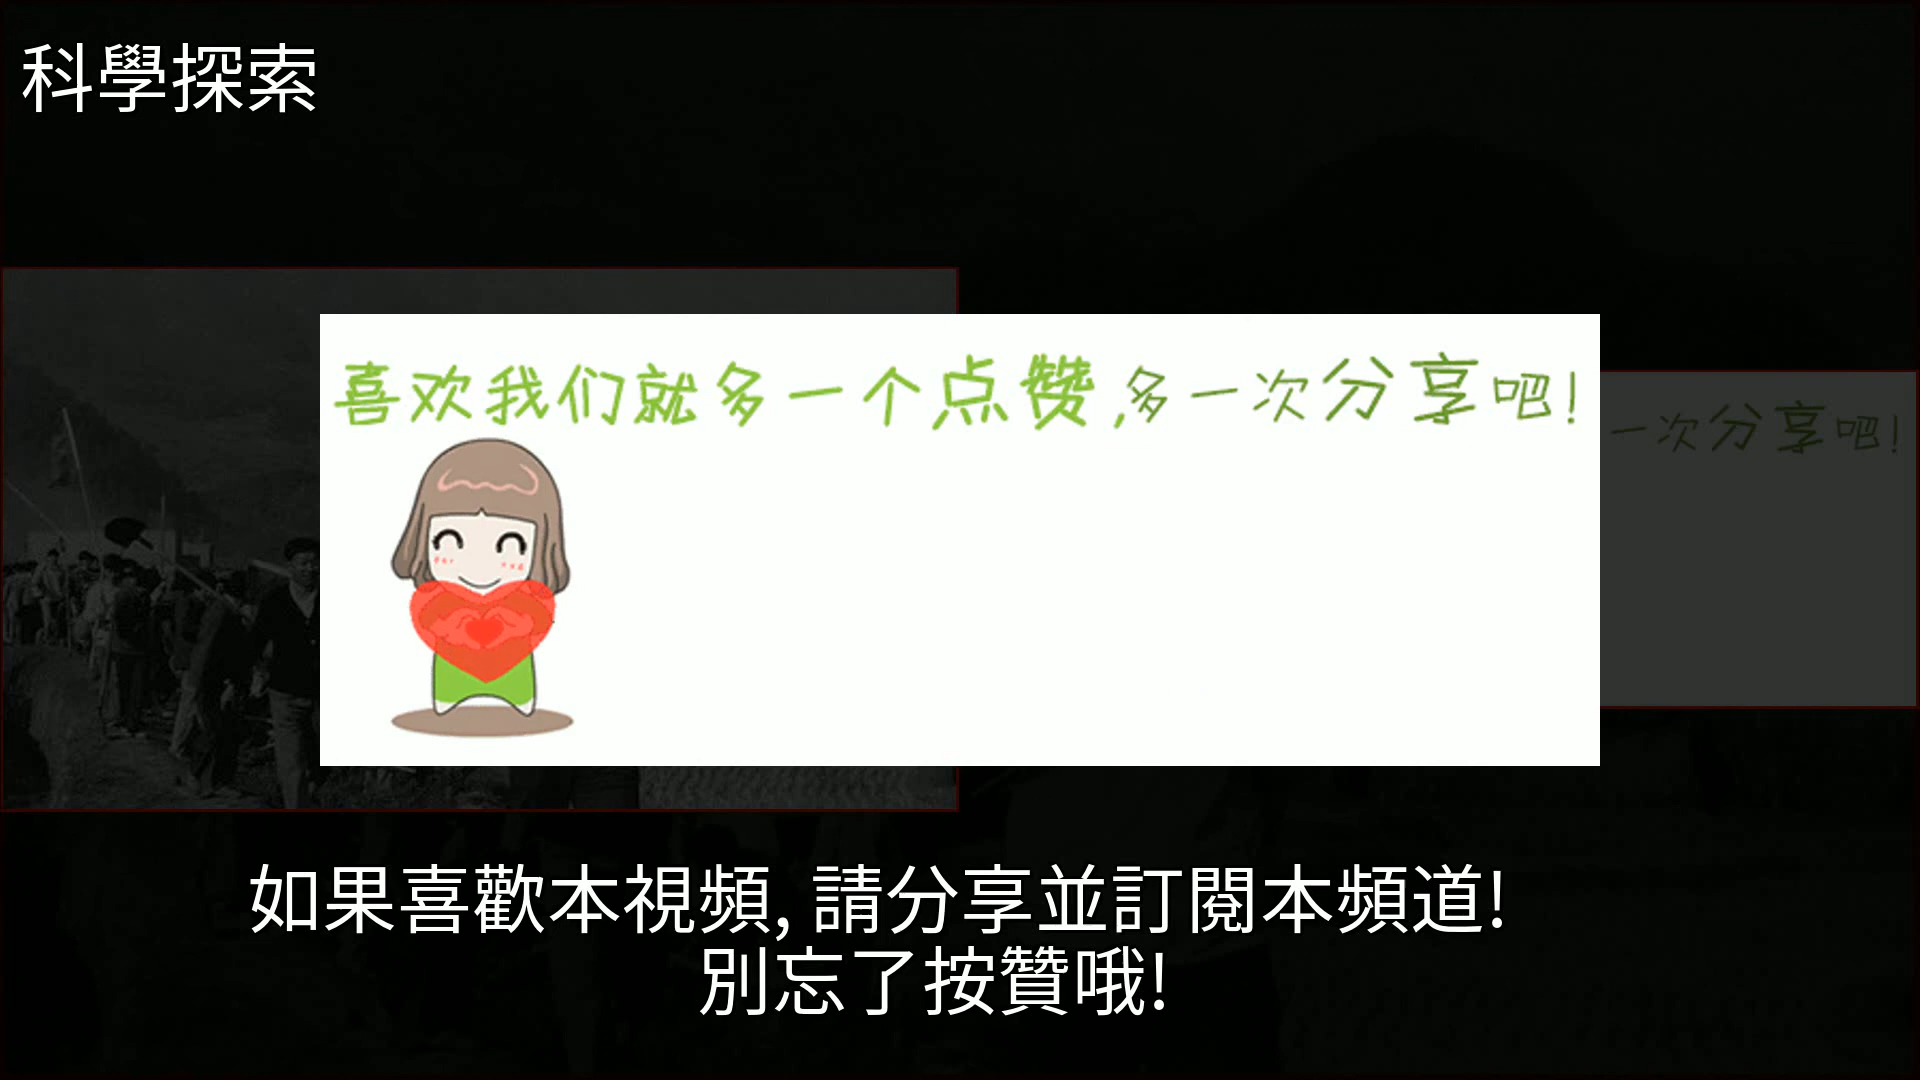 科學探索
喜欢我们就多一个点赞,多一次分享吧!
一次分享吧!
如果喜歡本視頻, 請分享並訂閱本頻道!
別忘了按贊哦!